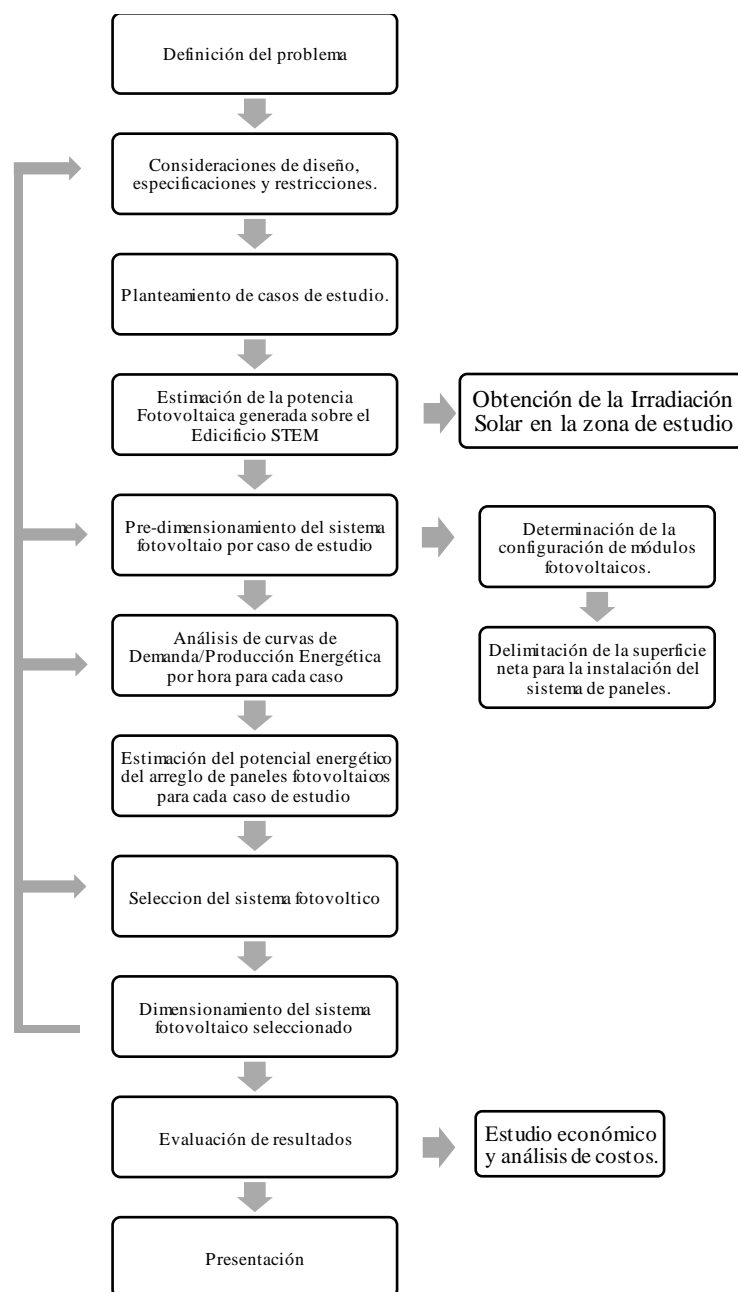 Definición del problema
Consideraciones de diseño,
especificaciones y restricciones.
Planteamiento de casos de estudio.
Estimación de la potencia
Fotovoltaica generada sobre el
Edicificio STEM
Obtención de la Irradiación
Solar en la zona de estudio
Pre-dimensionamiento del sistema
fotovoltaio por caso de estudio
Determinación de la
configuración de módulos
fotovoltaicos.
Delimitación de la superficie
neta para la instalación del
sistema de paneles.
Análisis de curvas de
Demanda/Producción Energética
por hora para cada caso
Estimación del potencial energético
del arreglo de paneles fotovoltaicos
para cada caso de estudio
Seleccion del sistema fotovoltico
Dimensionamiento del sistema
fotovoltaico seleccionado
Evaluación de resultados
Estudio económico
y análisis de costos.
Presentación